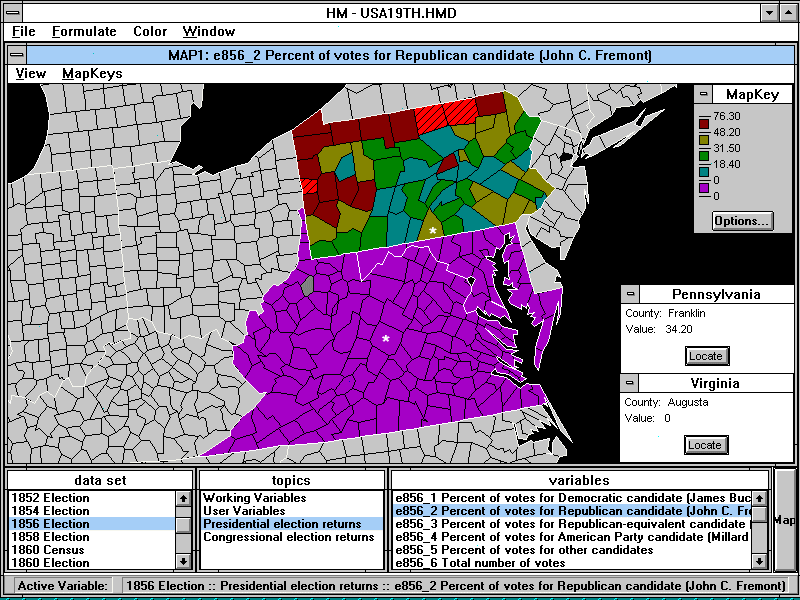 HM - USA19TH.HMD
File Formulate Color Window
MAP1: e856_2 Percent of votes for Republican candidate (John C. Fremont)
View MapKeys
MapKey
76.30
48.20
31.50
18.40
0
0
Options...
*
*
Pennsylvania
County: Franklin
Value: 34.20
Locate
Virginia
County: Augusta
Value: 0
Locate
data set
1852 Election
1854 Election
1856 Election
1858 Election
1860 Census
1860 Election
topics
Working Variables
User Variables
Presidential election returns
Congressional election returns
variables
e856_1 Percent of votes for Democratic candidate (James Buc
e856_2 Percent of votes for Republican candidate (John C. Fre
e856_3 Percent of votes for Republican-equivalent candidate
e856_4 Percent of votes for American Party candidate (Millard
e856_5 Percent of votes for other candidates
e856_6 Total number of votes
Map
Active Variable: 1856 Election :: Presidential election returns :: e856_2 Percent of votes for Republican candidate (John C. Fremont)